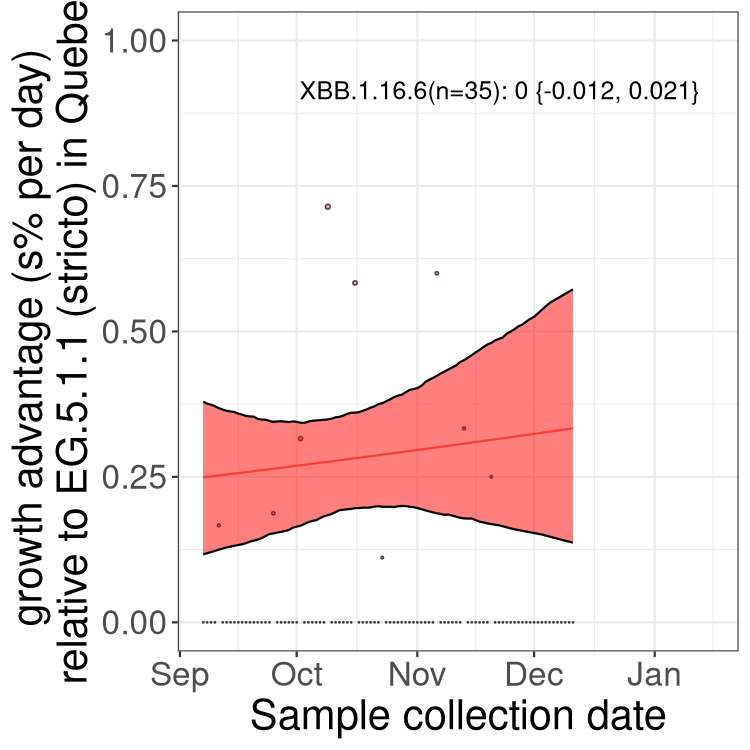 growth advantage (s% per day)
relative to EG.5.1.1 (stricto) in Quebe
XBB.1.16.6(n=35): 0 {-0.012, 0.021}
1.00
0.75
0.50
0.25
0.00
Sep Oct Nov Dec Jan
Sample collection date